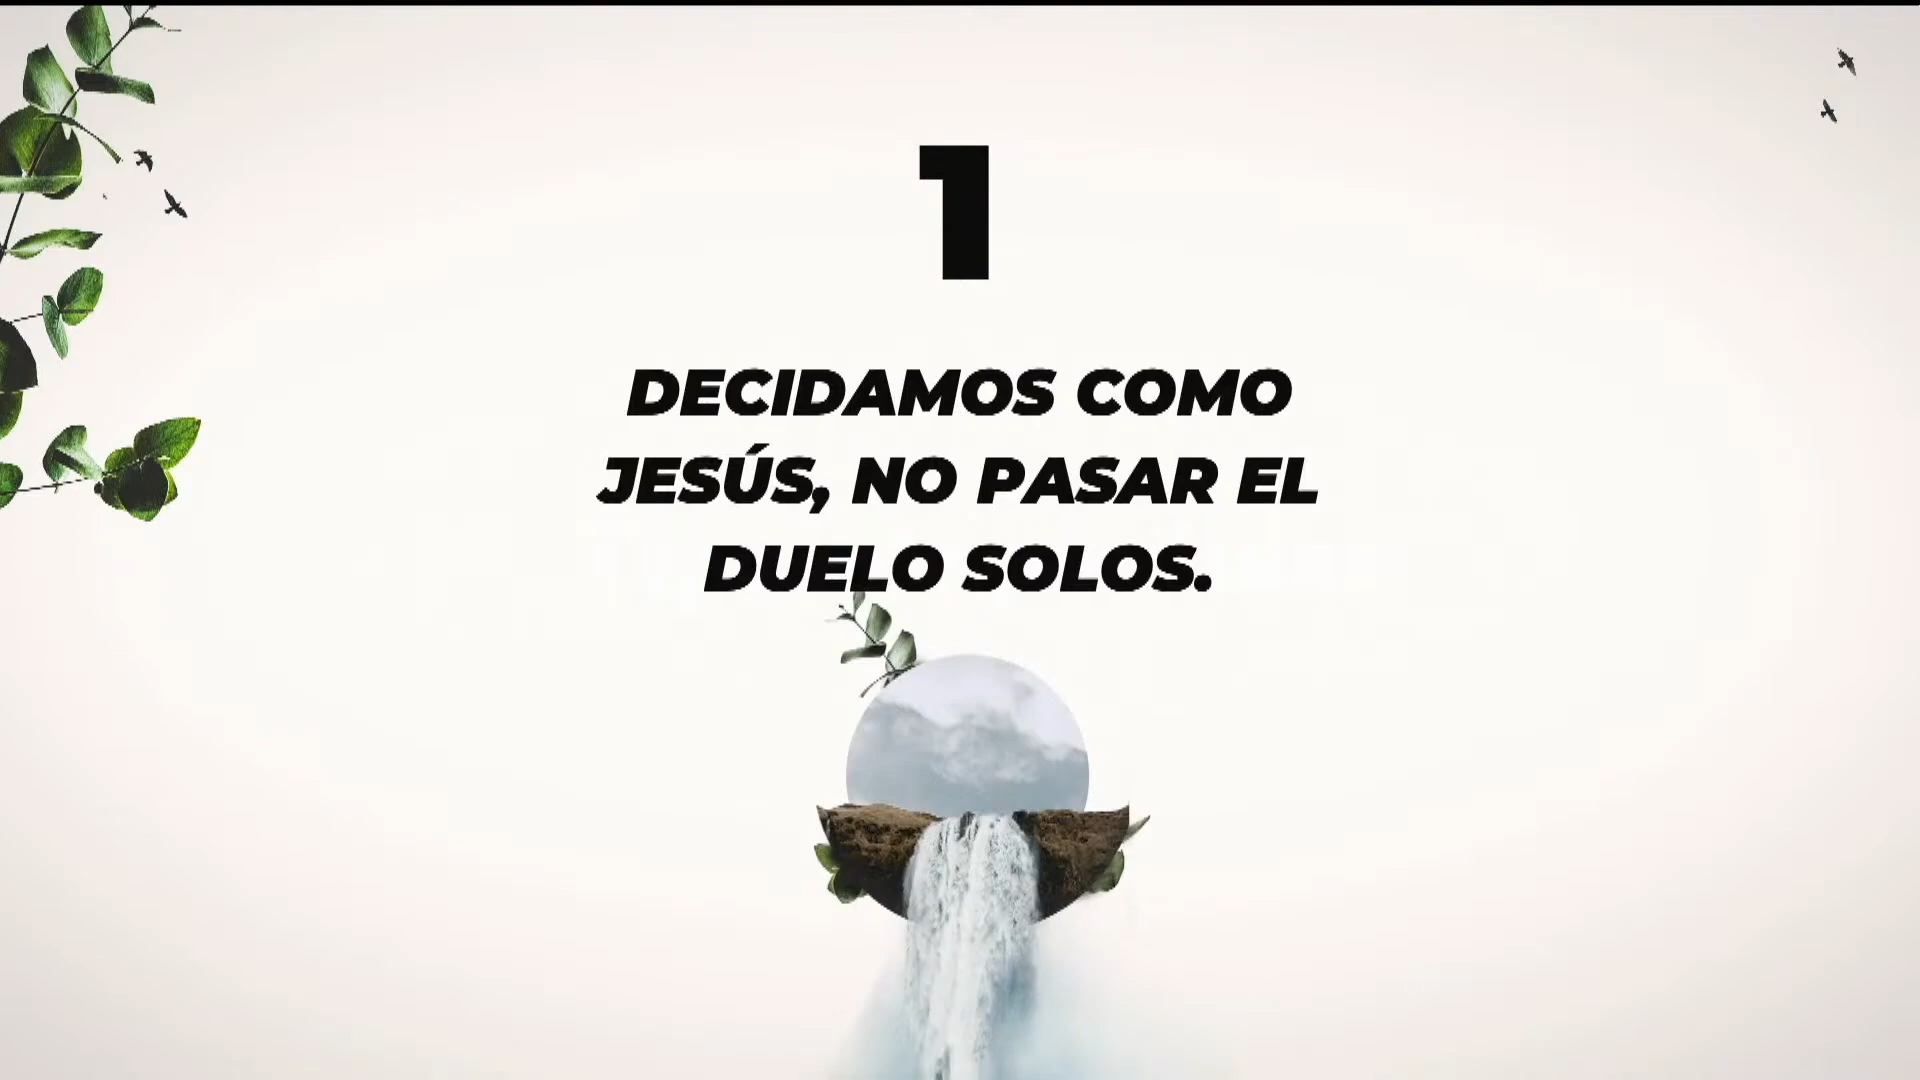 1
DECIDAMOS COMO
JESÚS, NO PASAR EL
DUELO SOLOS.